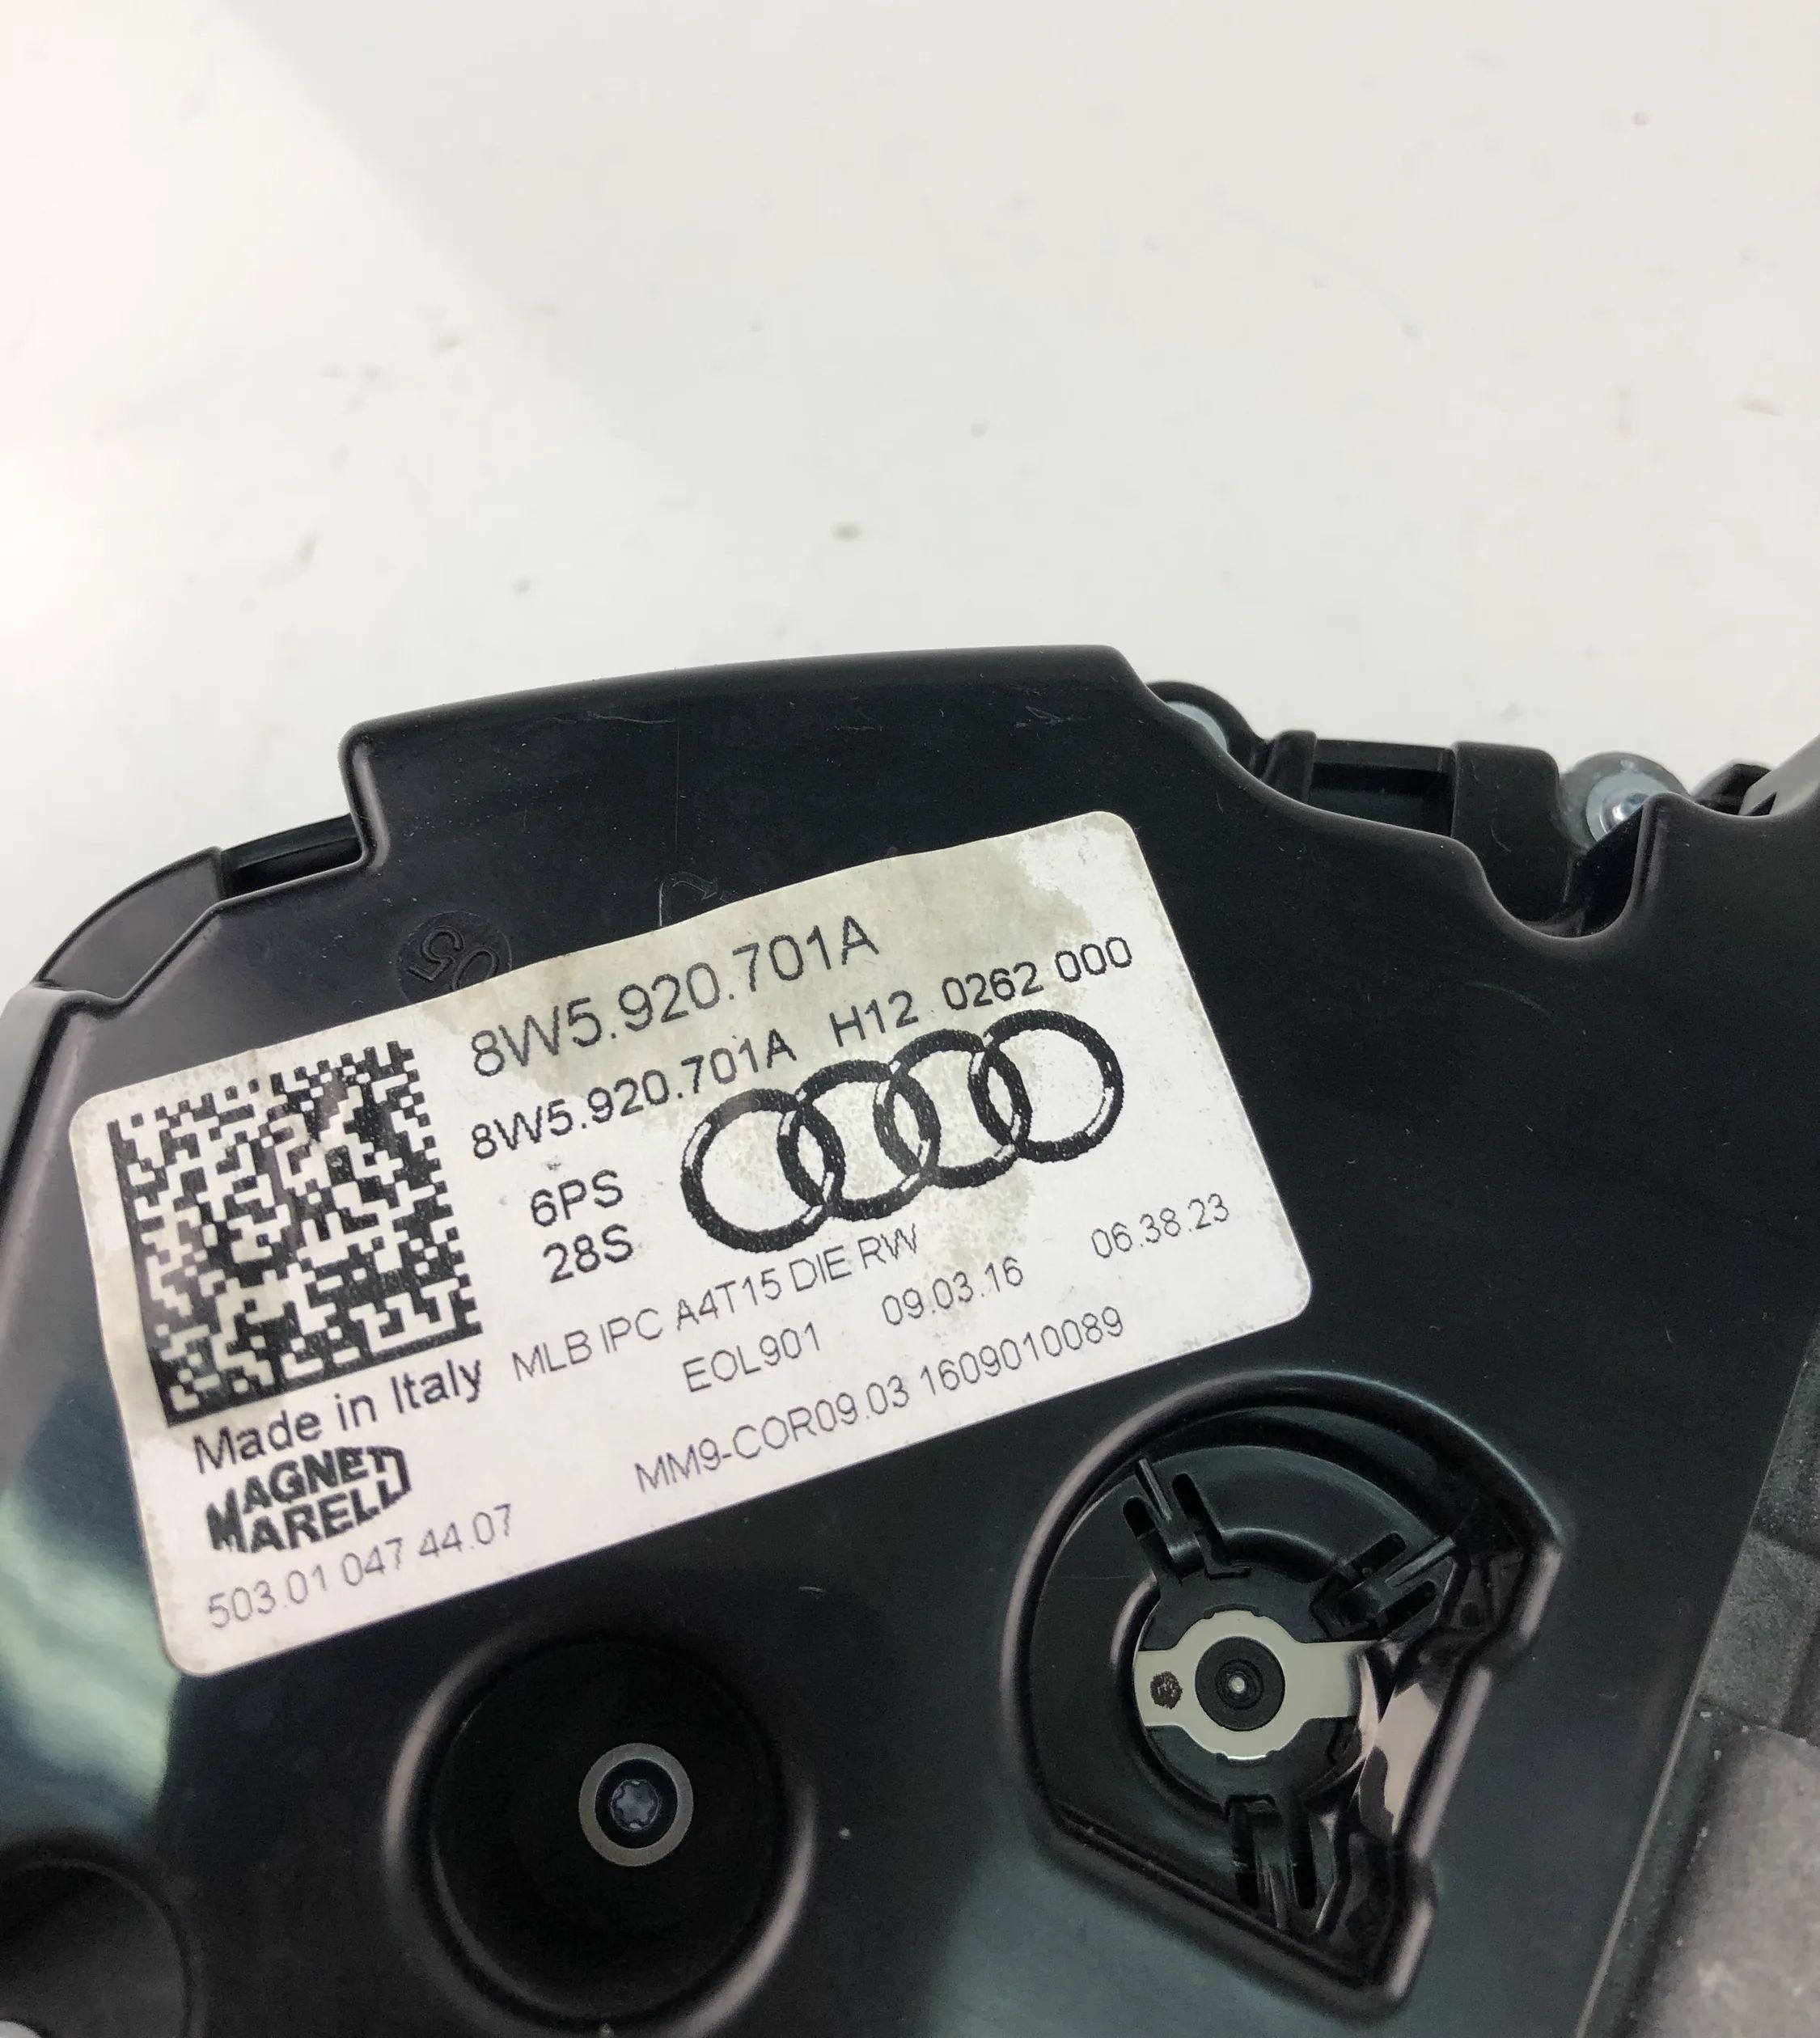 05
8W5.920.701A
8W5.920.701A H12 0262 000
6PS
28S
MLB IPC A4T15 DIE RW
EOL901 09.03.16 06.38.23
MM9-COR09.03 1609010089
Made in Italy
MAGNETI
MARELLI
503.01 047 44.07